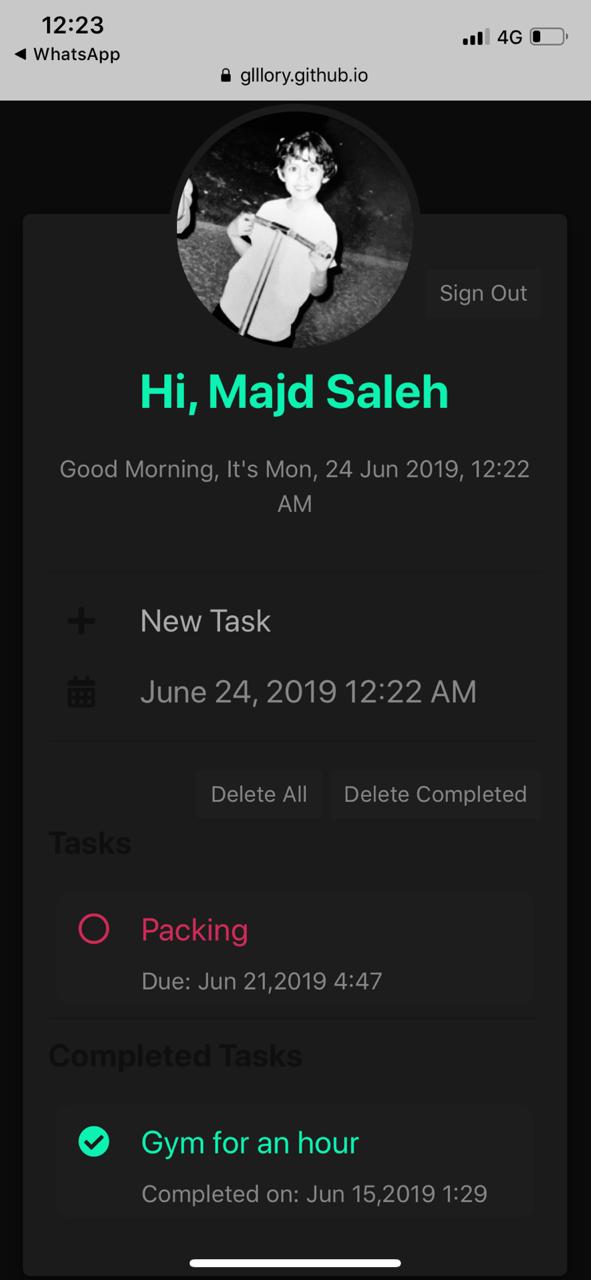 12:23
4G
◀ WhatsApp
glllory.github.io
Sign Out
Hi, Majd Saleh
Good Morning, It's Mon, 24 Jun 2019, 12:22
AM
New Task
June 24, 2019 12:22 AM
Delete All
Delete Completed
Tasks
Packing
Due: Jun 21,2019 4:47
Completed Tasks
Gym for an hour
Completed on: Jun 15,2019 1:29